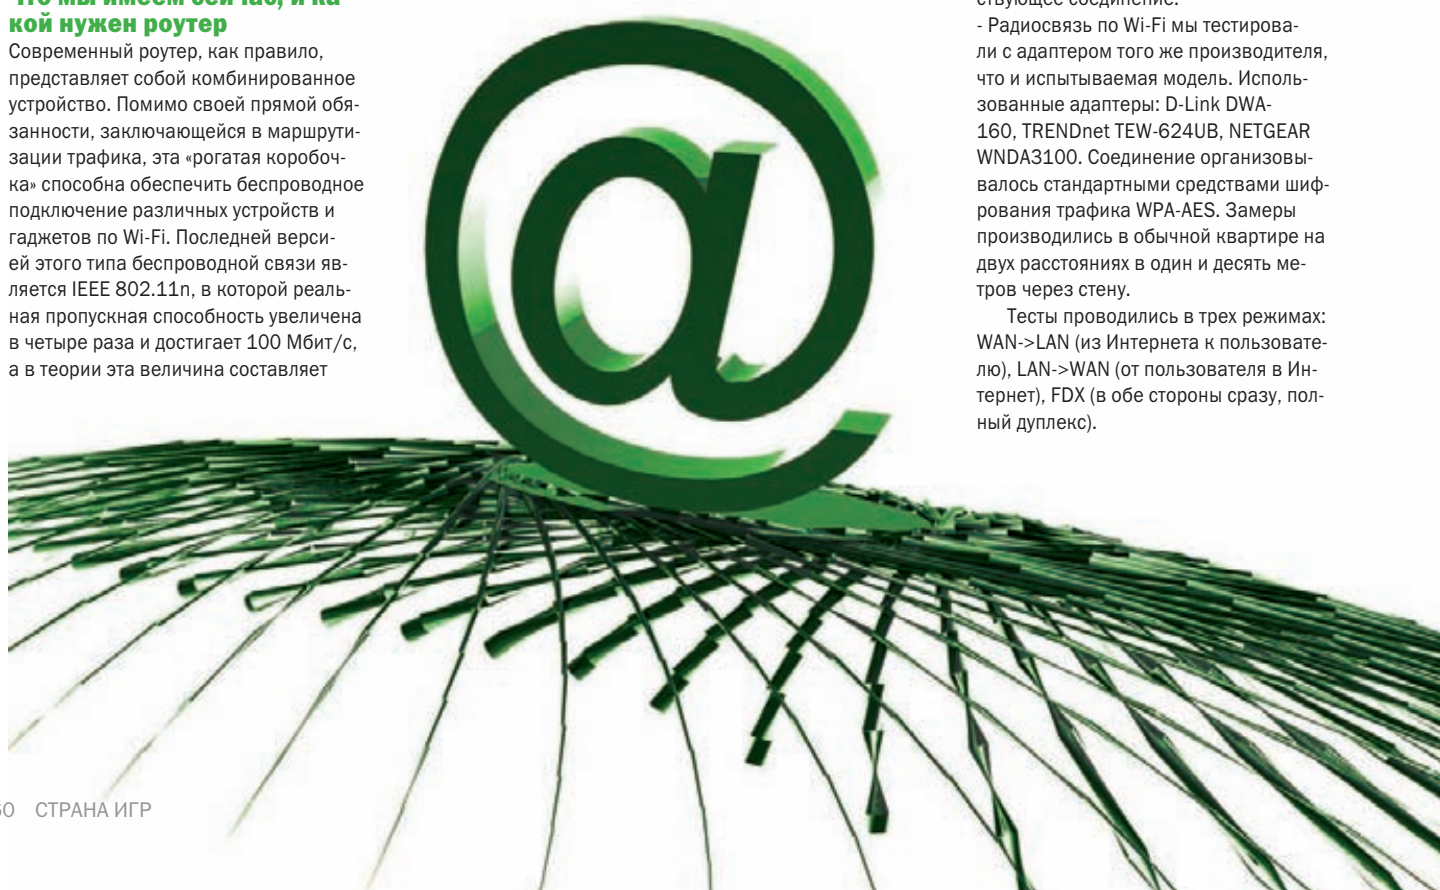 Что мы имеем сейчас, и ка-
кой нужен роутер
Современный роутер, как правило,
представляет собой комбинированное
устройство. Помимо своей прямой обя-
занности, заключающейся в маршрути-
зации трафика, эта «рогатая коробоч-
ка» способна обеспечить беспроводное
подключение различных устройств и
гаджетов по Wi-Fi. Последней верси-
ей этого типа беспроводной связи яв-
ляется IEEE 802.11n, в которой реаль-
ная пропускная способность увеличена
в четыре раза и достигает 100 Мбит/с,
а в теории эта величина составляет
@
ствующее соединение.
- Радиосвязь по Wi-Fi мы тестирова-
ли с адаптером того же производителя,
что и испытываемая модель. Исполь-
зованные адаптеры: D-Link DWA-
160, TRENDnet TEW-624UB, NETGEAR
WNDA3100. Соединение организовы-
валось стандартными средствами шиф-
рования трафика WPA-AES. Замеры
производились в обычной квартире на
двух расстояниях в один и десять ме-
тров через стену.
Тесты проводились в трех режимах:
WAN->LAN (из Интернета к пользовате-
лю), LAN->WAN (от пользователя в Ин-
тернет), FDX (в обе стороны сразу, пол-
ный дуплекс).
СТРАНА ИГР